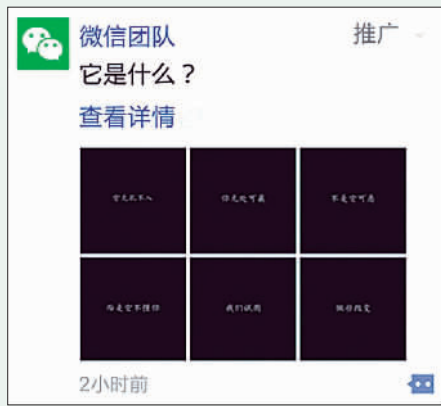 微信团队
推广
它是什么？
查看详情
它无孔不入
你无处可藏
不是它可恶
而是它不懂你
我们试图
做些改变
2小时前